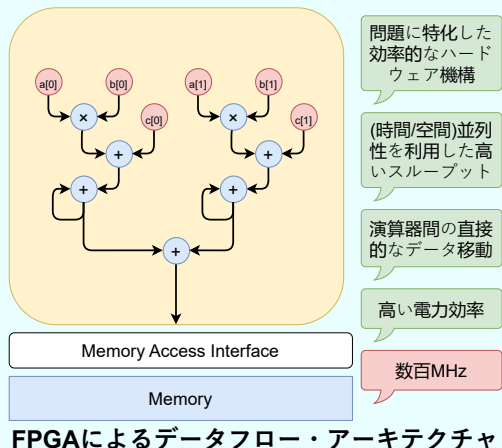 a[0]
b[0]
a[1]
b[1]
×
c[0]
×
c[1]
+
+
+
+
+
Memory Access Interface
Memory
問題に特化した
効率的なハード
ウェア機構
(時間/空間)並列
性を利用した高
いスループット
演算器間の直接
的なデータ移動
高い電力効率
数百MHz
FPGAによるデータフロー・アーキテクチャ